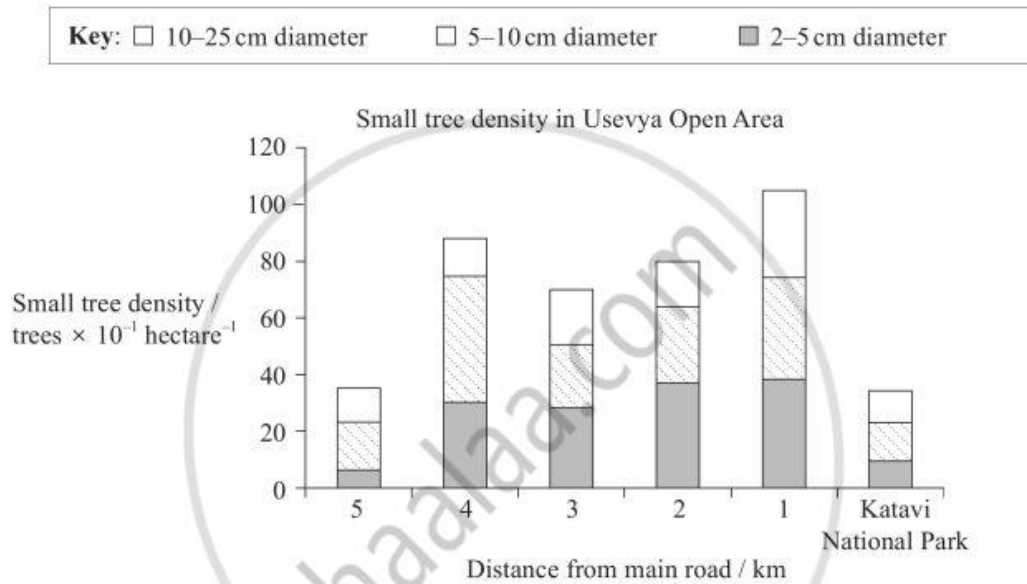 Key: □ 10–25 cm diameter □ 5–10 cm diameter ■ 2–5 cm diameter
Small tree density in Usevya Open Area
120
100
80
60
40
20
0
Small tree density /
trees × 10⁻¹ hectare⁻¹
5 4 3 2 1 Katavi
National Park
Distance from main road / km
haalaa.com